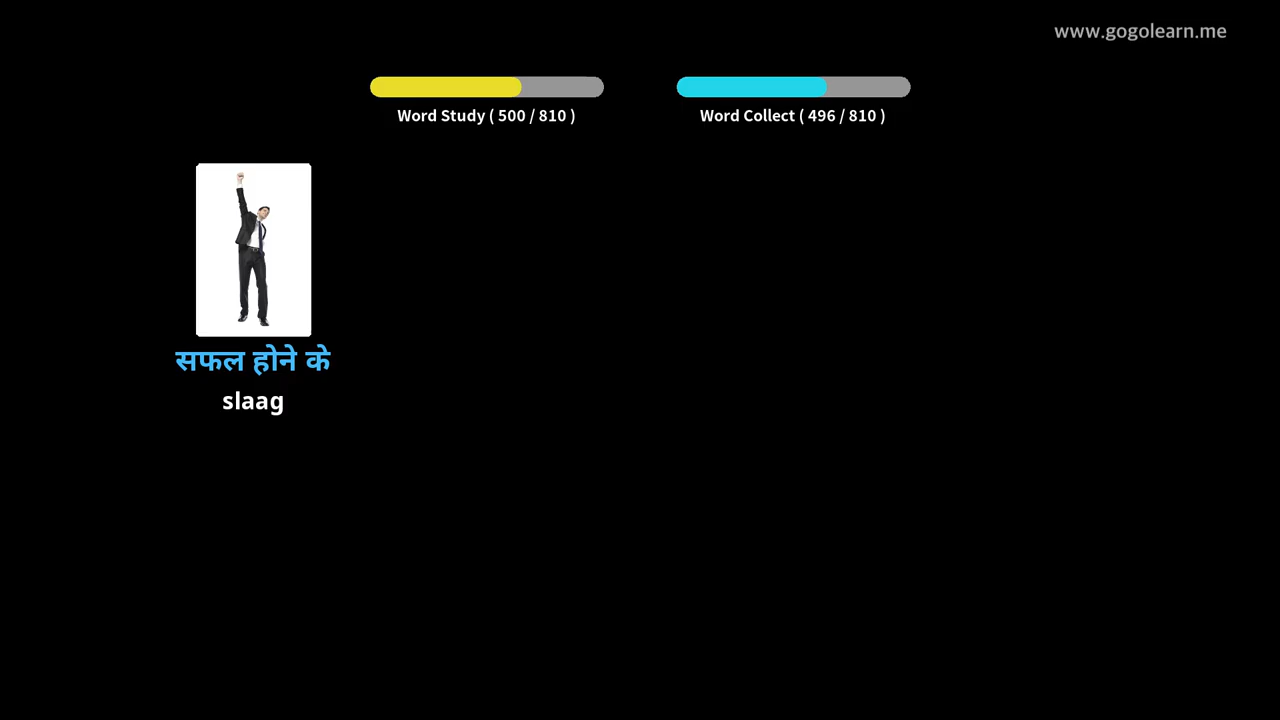 www.gogolearn.me
Word Study ( 500 / 810 )
Word Collect ( 496 / 810 )
सफल होने के
slaag